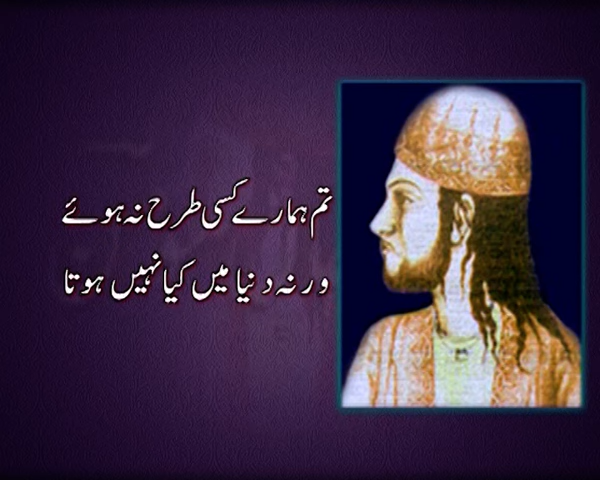 تم ہمارے کسی طرح نہ ہوئے
ورنہ دنیا میں کیا نہیں ہوتا